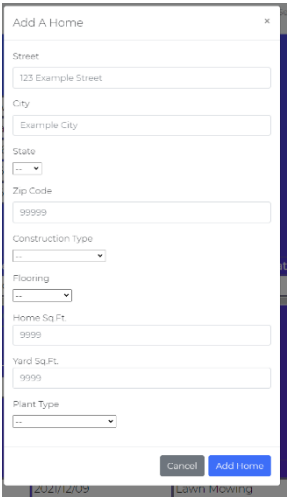 Add A Home ×
Street
123 Example Street
City
Example City
State
--
Zip Code
99999
Construction Type
--
Flooring
--
Home Sq.Ft.
9999
Yard Sq.Ft.
9999
Plant Type
--
Cancel Add Home
2021/12/09 Lawn Mowing